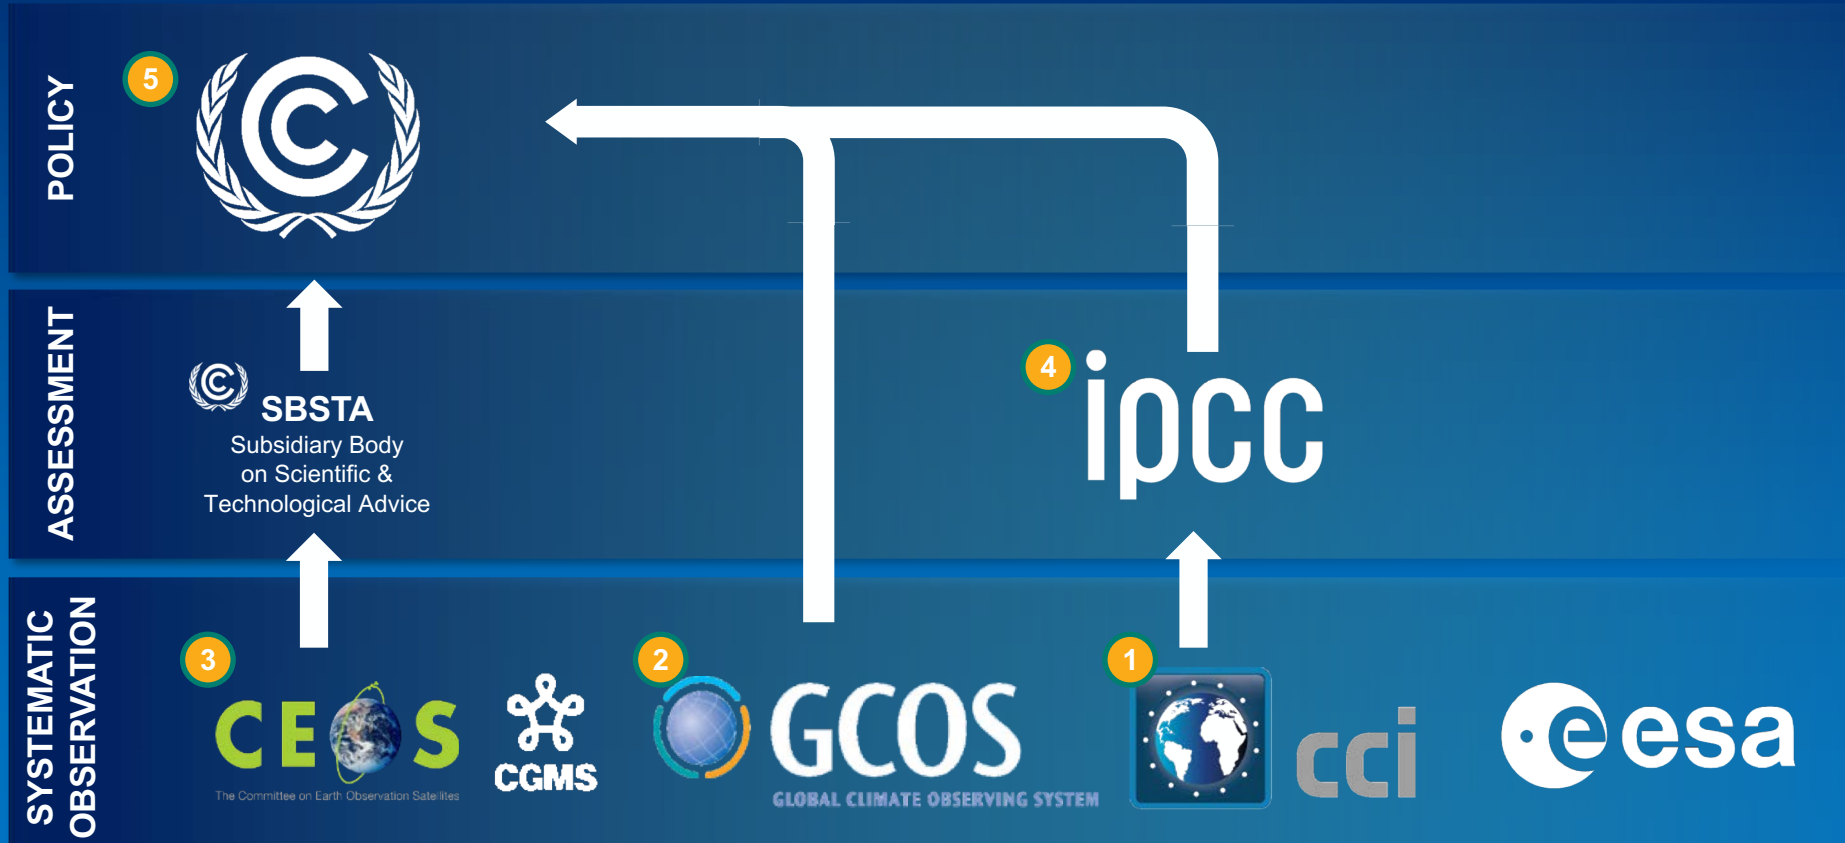 POLICY
5
ASSESSMENT
SBSTA
Subsidiary Body
on Scientific &
Technological Advice
4
ipcc
SYSTEMATIC
OBSERVATION
3
CEOS
The Committee on Earth Observation Satellites
CGMS
2
GCOS
GLOBAL CLIMATE OBSERVING SYSTEM
1
cci
esa